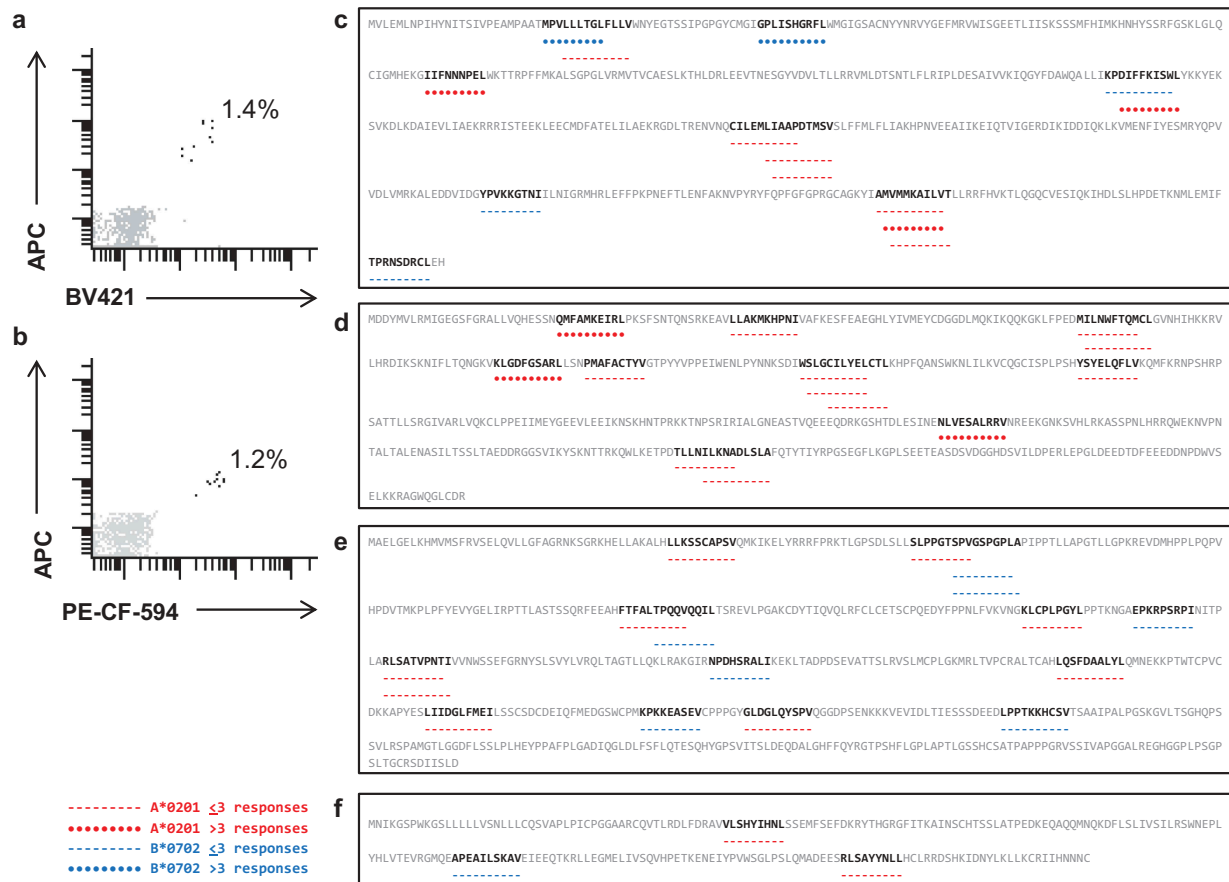 a
1.4%
APC
BV421
b
1.2%
APC
PE-CF-594
A*0201 ≤3 responses
A*0201 >3 responses
B*0702 ≤3 responses
B*0702 >3 responses
c
MVLEMLNPIHYNITSIVPEAMPAATMPVLLLTGLFLLVWNYEGTSSIPGPGYCMGIGPLISHGRFLWMGIGSACNYYNRVYGEFMRVWISGEETLIISKSSSMFHIMKHNHYSSRFGSKLGLQ
CIGMHEKGIIFNNNPELWKTTRPFFMKALSGPGLVRMVTVCAESLKTHLDRLEEVTNESGYVDVLTLLRRVMLDTSNTLFLRIPLDESAIVVKIQGYFDAWQALLIKPDIFFKISWLYKKYEK
SVKDLKDAIEVLIAEKRRRISTEEKLEECMDFATELILAEKRGDLTRENVNQCILEMLIAAPDTMSVSLFFMLFLIAKHPNVEEAIIKEIQTVIGERDIKIDDIQKLKVMENFIYESMRYQPV
VDLVMRKALEDDVIDGYPVKKGTNIILNIGRMHRLEFFPKPNEFTLENFAKNVPYRYFQPFGFGPRGCAGKYIAMVMMKAILVTLLRRFHVKTLQGQCVESIQKIHDLSLHPDETKNMLEMIF
TPRNSDRCLEH
d
MDDYMVLRMIGEGSFGRALLVQHESSNQMFAMKEIRLPKSFSNTQNSRKEAVLLAKMKHPNIVAFKESFEAEGHLYIVMEYCDGGDLMQKIKQQKGKLFPEDMILNWFTQMCLGVNHIHKKRV
LHRDIKSKNIFLTQNGKVKLGDFGSARLLSNPMAFACTYVGTPYYVPPEIWENLPYNNKSDIWSLGCILYELCTLKHPFQANSWKNLILKVCQGCISPLPSHYSYELQFLVKQMFKRNPSHRP
SATTLLSRGIVARLVQKCLPPEIIMEYGEEVLEEIKNSKHNTPRKKTNPSRIRIALGNEASTVQEEEQDRKGSHTDLESINENLVESALRRVNREEKGNKSVHLRKASSPNLHRRQWEKNVPN
TALTALENASILTSSLTAEDDRGGSVIKYSKNTTRKQWLKETPDTLLNILKNADLSLAFQTYTIYRPGSEGFLKGPLSEETEASDSVDGGHDSVILDPERLEPGLDEEDTDFEEEDDNPDWVS
ELKKRAGWQGLCDR
e
MAELGELKHMVMSFRVSELQVLLGFAGRNKSGRKHELLAKALHLLKSSCAPSVQMKIKELYRRRFPRKTLGPSDLSLLSLPPGTSPVGSPGPLAPIPPTLLAPGTLLGPKREVDMHPPLPQPV
HPDVTMKPLPFYEVYGELIRPTTLASTSSQRFEEAHFTFALTPQQVQQILTSREVLPGAKCDYTIQVQLRFCLCETSCPQEDYFPPNLFVKVNGKLCPLPGYLPPTKNGAEPKRPSRPINITP
LARLSATVPNTIVVNWSSEFGRNYSLSVYLVRQLTAGTLLQKLRAKGIRNPDHSRALIKEKLTADPDSEVATTSLRVSLMCPLGKMRLTVPCRALTCAHLQSFDAALYLQMNEKKPTWTCPVC
DKKAPYESLIIDGLFMEILSSCSDCDEIQFMEDGSWCPMKPKKEASEVCPPPGYGLDGLQYSPVQGGDPSENKKKVEVIDLTIESSSDEEDLPPTKKHCSVTSAAIPALPGSKGVLTSGHQPS
SVLRSPAMGTLGGDFLSSLPLHEYPPAFPLGADIQGLDLFSFLQTESQHYGPSVITSLDEQDALGHFFQYRGTPSHFLGPLAPTLGSSHCSATPAPPPGRVSSIVAPGGALREGHGGPLPSGP
SLTGCRSDIISLD
f
MNIKGSPWKGSLLLLLVSNLLLCQSVAPLPICPGGAARCQVTLRDLFDRAVVLSHYIHNLSSEMFSEFDKRYTHGRGFITKAINSCHTSSLATPEDKEQAQQMNQKDFLSLIVSILRSWNEPL
YHLVTEVRGMQEAPEAILSKAVEIEEQTKRLLEGMELIVSQVHPETKENEIYPVWSGLPSLQMADEESRLSAYYNLLHCLRRDSHKIDNYLKLLKCRIIHNNNC